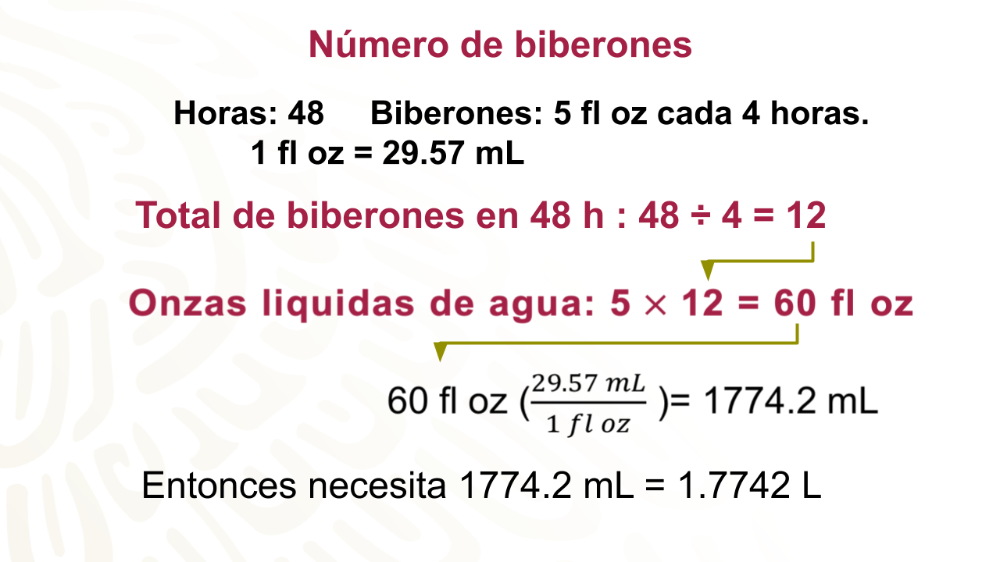 Número de biberones
Horas: 48 Biberones: 5 fl oz cada 4 horas.
1 fl oz = 29.57 mL
Total de biberones en 48 h : 48 ÷ 4 = 12
Onzas liquidas de agua: 5 × 12 = 60 fl oz
60 fl oz (29.57 mL / 1 fl oz )= 1774.2 mL
Entonces necesita 1774.2 mL = 1.7742 L